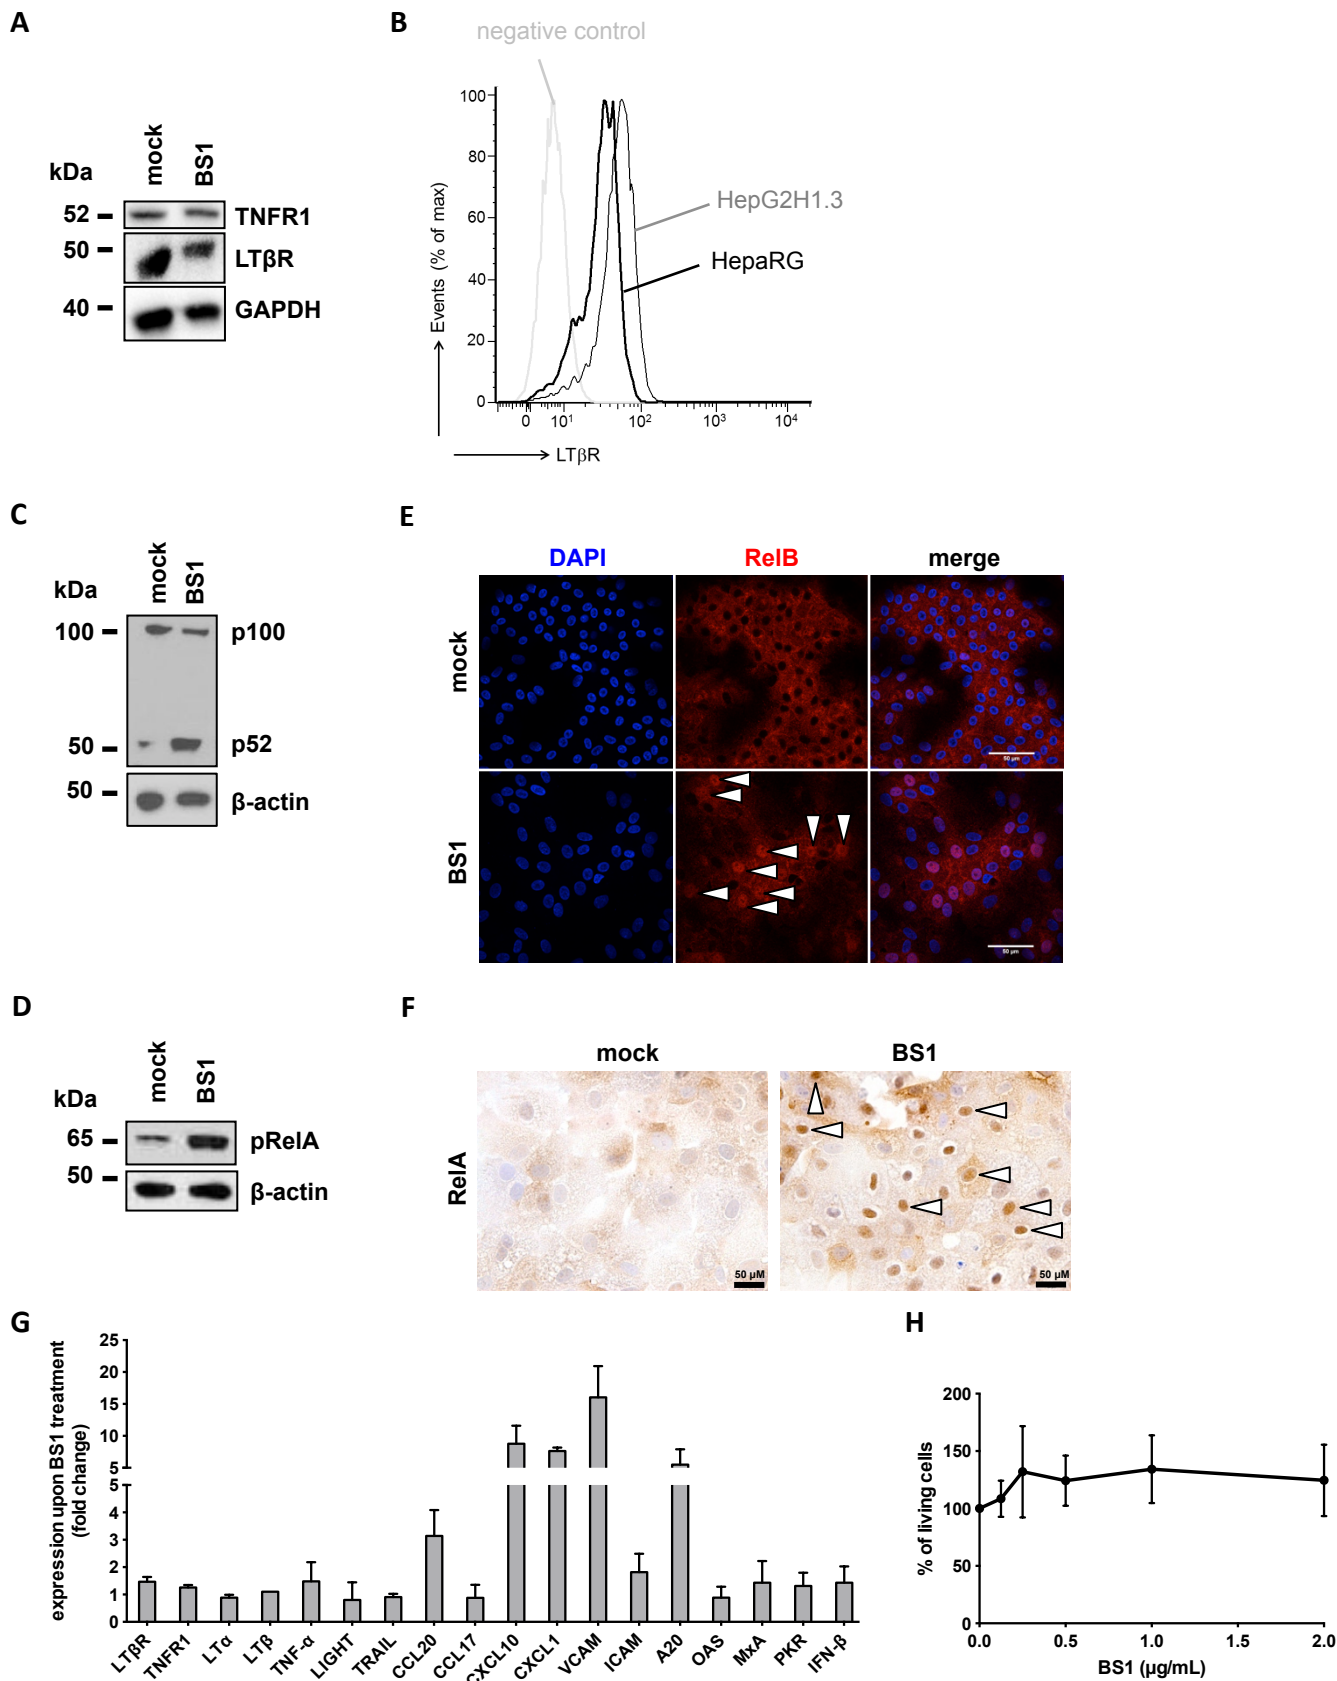 A
mock
BS1
kDa
52
TNFR1
50
LTβR
40
GAPDH
B
negative control
100
80
60
40
20
0
Events (% of max)
HepG2H1.3
HepaRG
0 10¹ 10² 10³ 10⁴
LTβR
C
mock
BS1
kDa
100
p100
50
p52
50
β-actin
E
DAPI RelB merge
mock
50 µm
BS1
50 µm
D
mock
BS1
kDa
65
pRelA
50
β-actin
F
mock BS1
RelA
50 µM
50 µM
G
expression upon BS1 treatment
(fold change)
25
20
15
10
5
5
4
3
2
1
0
LTβR
TNFR1
LTα
LTβ
TNF-α
LIGHT
TRAIL
CCL20
CCL17
CXCL10
CXCL1
VCAM
ICAM
A20
OAS
MxA
PKR
IFN-β
H
% of living cells
200
150
100
50
0
0.0 0.5 1.0 1.5 2.0
BS1 (µg/mL)